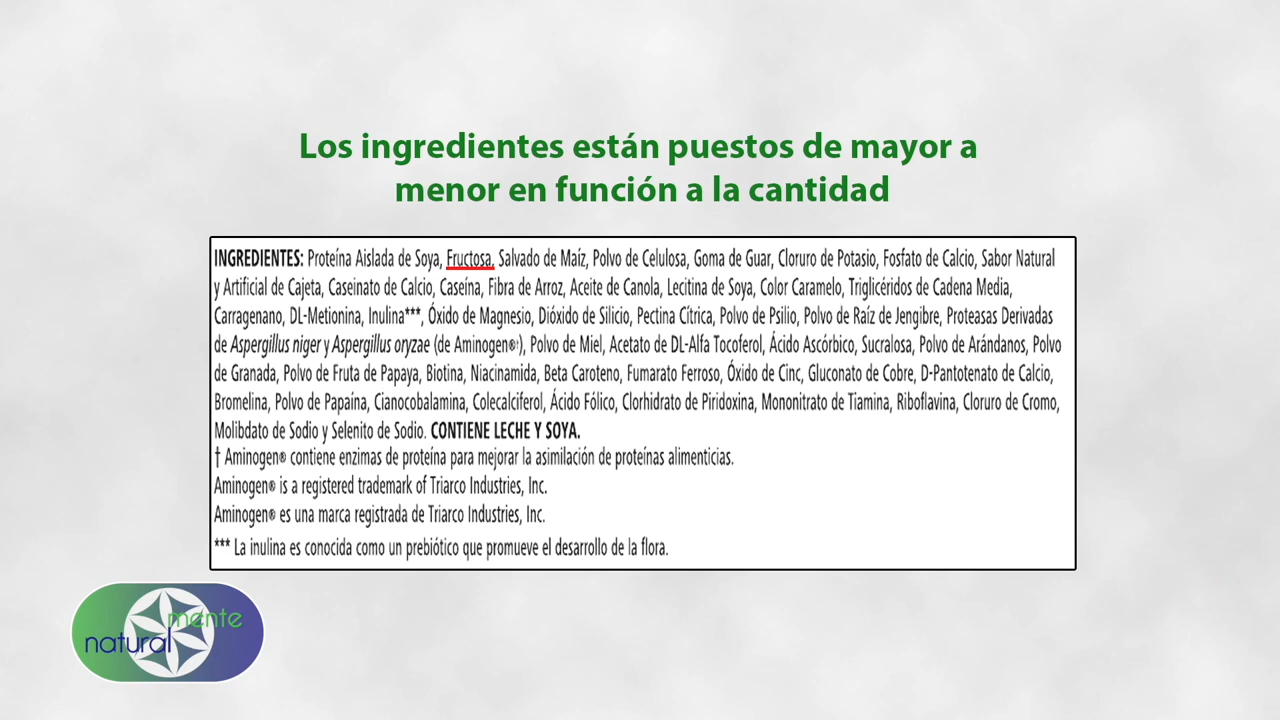 Los ingredientes están puestos de mayor a
menor en función a la cantidad
INGREDIENTES: Proteína Aislada de Soya, Fructosa, Salvado de Maíz, Polvo de Celulosa, Goma de Guar, Cloruro de Potasio, Fosfato de Calcio, Sabor Natural
y Artificial de Cajeta, Caseinato de Calcio, Caseína, Fibra de Arroz, Aceite de Canola, Lecitina de Soya, Color Caramelo, Triglicéridos de Cadena Media,
Carragenano, DL-Metionina, Inulina***, Óxido de Magnesio, Dióxido de Silicio, Pectina Cítrica, Polvo de Psilio, Polvo de Raíz de Jengibre, Proteasas Derivadas
de Aspergillus niger y Aspergillus oryzae (de Aminogen®†), Polvo de Miel, Acetato de DL-Alfa Tocoferol, Ácido Ascórbico, Sucralosa, Polvo de Arándanos, Polvo
de Granada, Polvo de Fruta de Papaya, Biotina, Niacinamida, Beta Caroteno, Fumarato Ferroso, Óxido de Cinc, Gluconato de Cobre, D-Pantotenato de Calcio,
Bromelina, Polvo de Papaína, Cianocobalamina, Colecalciferol, Ácido Fólico, Clorhidrato de Piridoxina, Mononitrato de Tiamina, Riboflavina, Cloruro de Cromo,
Molibdato de Sodio y Selenito de Sodio. CONTIENE LECHE Y SOYA.
† Aminogen® contiene enzimas de proteína para mejorar la asimilación de proteínas alimenticias.
Aminogen® is a registered trademark of Triarco Industries, Inc.
Aminogen® es una marca registrada de Triarco Industries, Inc.
*** La inulina es conocida como un prebiótico que promueve el desarrollo de la flora.
mente
natural